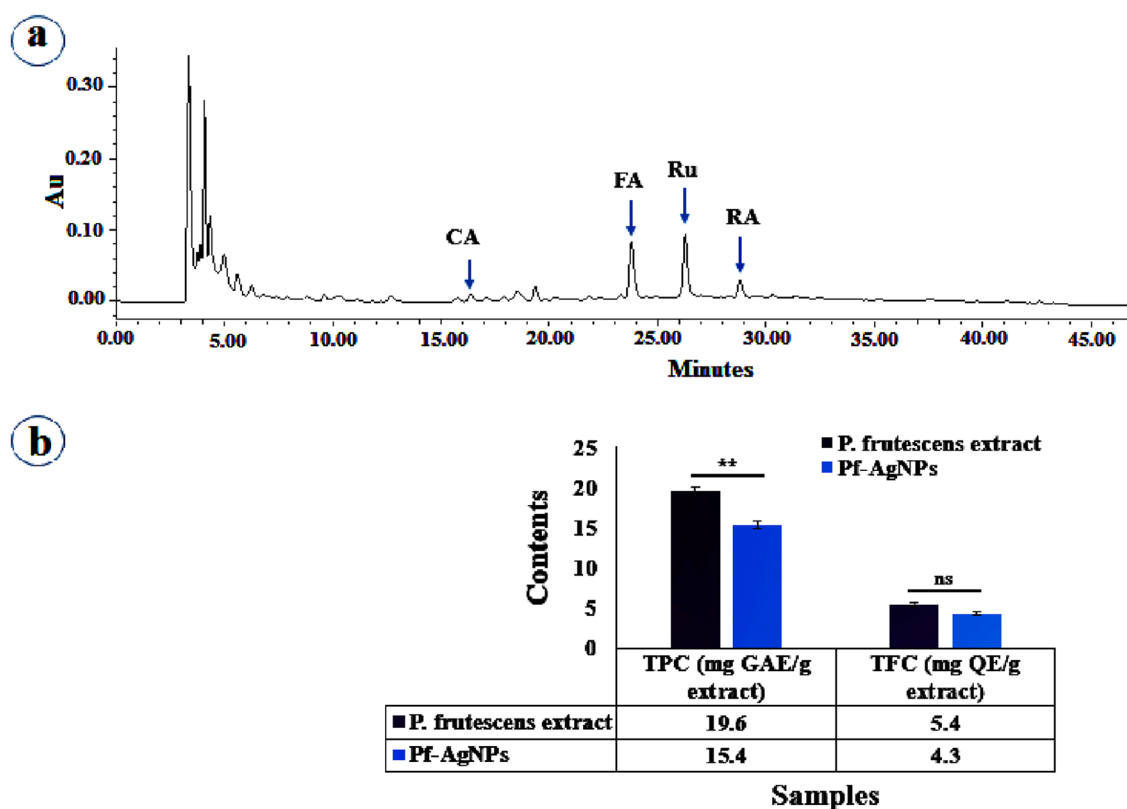 a
0.30
0.20
0.10
0.00
Au
CA
FA
Ru
RA
0.00 5.00 10.00 15.00 20.00 25.00 30.00 35.00 40.00 45.00
Minutes
b
P. frutescens extract
Pf-AgNPs
25
20
15
10
5
0
Contents
**
ns
TPC (mg GAE/g extract) TFC (mg QE/g extract)
P. frutescens extract 19.6 5.4
Pf-AgNPs 15.4 4.3
Samples